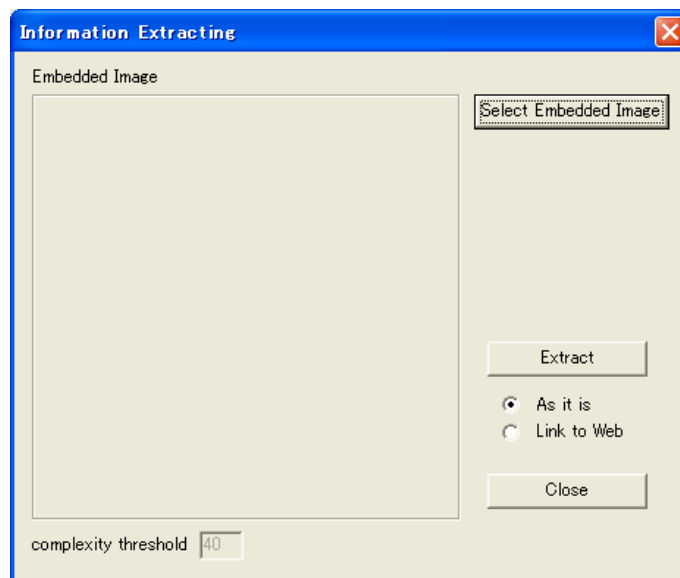 Information Extracting
Embedded Image
Select Embedded Image
Extract
As it is
Link to Web
Close
complexity threshold 40